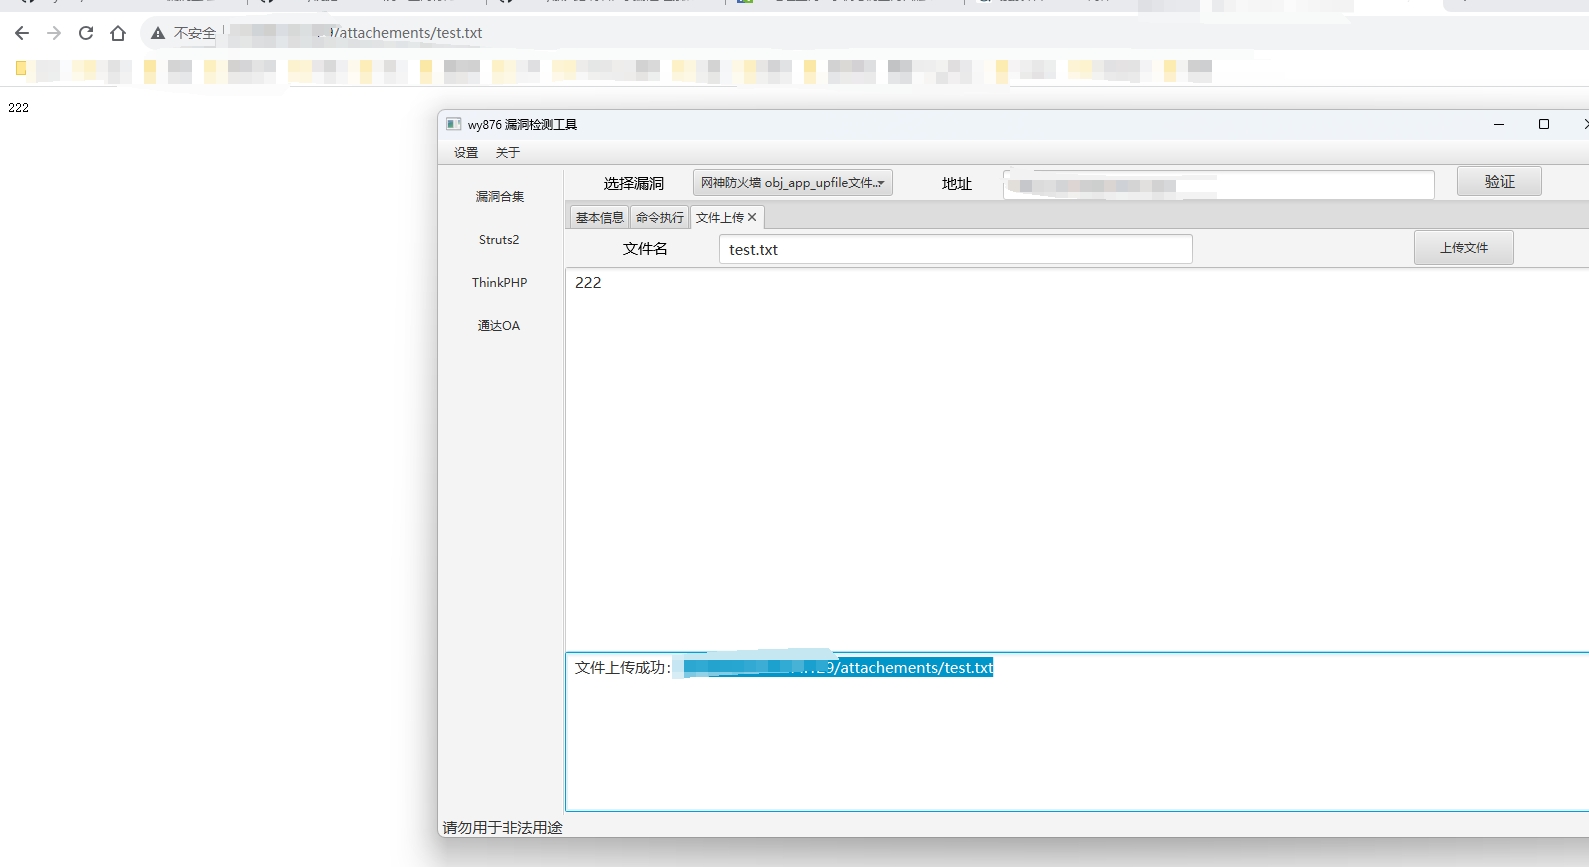 不安全 9/attachements/test.txt
222
wy876 漏洞检测工具
设置 关于
选择漏洞 网神防火墙 obj_app_upfile文件... 地址 验证
漏洞合集
Struts2
ThinkPHP
通达OA
基本信息 命令执行 文件上传
文件名 test.txt 上传文件
222
文件上传成功: 29/attachements/test.txt
请勿用于非法用途